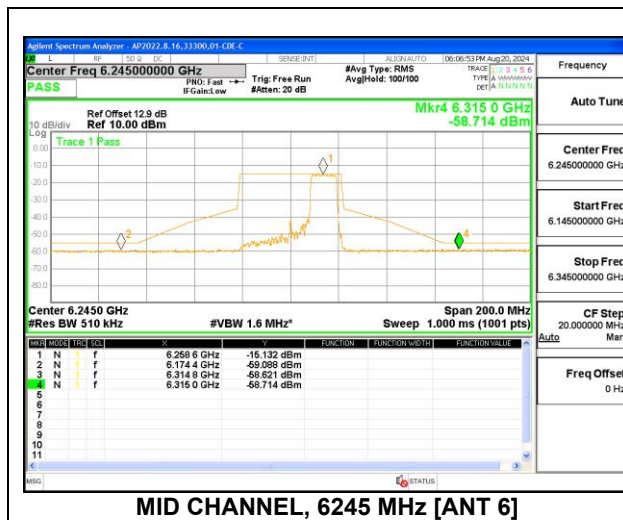 Agilent Spectrum Analyzer - AP2022.8.16,33300,01-CDE-C
L RF 50 Ω DC SENSE:INT ALIGN AUTO 06:06:53 PM Aug 20, 2024
Center Freq 6.245000000 GHz #Avg Type: RMS TRACE 1 2 3 4 5 6
PASS PNO: Fast Trig: Free Run Avg|Hold: 100/100 TYPE A
IFGain:Low #Atten: 20 dB DET A N N N N N
Ref Offset 12.9 dB Mkr4 6.315 0 GHz
10 dB/div Ref 10.00 dBm -58.714 dBm
Log
Trace 1 Pass
0.00
-10.0
-20.0
-30.0
-40.0
-50.0
-60.0
-70.0
-80.0
1
2
4
Center 6.2450 GHz Span 200.0 MHz
#Res BW 510 kHz #VBW 1.6 MHz* Sweep 1.000 ms (1001 pts)
MKR MODE TRC SCL X Y FUNCTION FUNCTION WIDTH FUNCTION VALUE
1 N 1 f 6.258 6 GHz -15.132 dBm
2 N 1 f 6.174 4 GHz -59.088 dBm
3 N 1 f 6.314 8 GHz -58.621 dBm
4 N 1 f 6.315 0 GHz -58.714 dBm
5
6
7
8
9
10
11
MSG STATUS
Frequency
Auto Tune
Center Freq
6.245000000 GHz
Start Freq
6.145000000 GHz
Stop Freq
6.345000000 GHz
CF Step
20.000000 MHz
Auto Man
Freq Offset
0 Hz
MID CHANNEL, 6245 MHz [ANT 6]